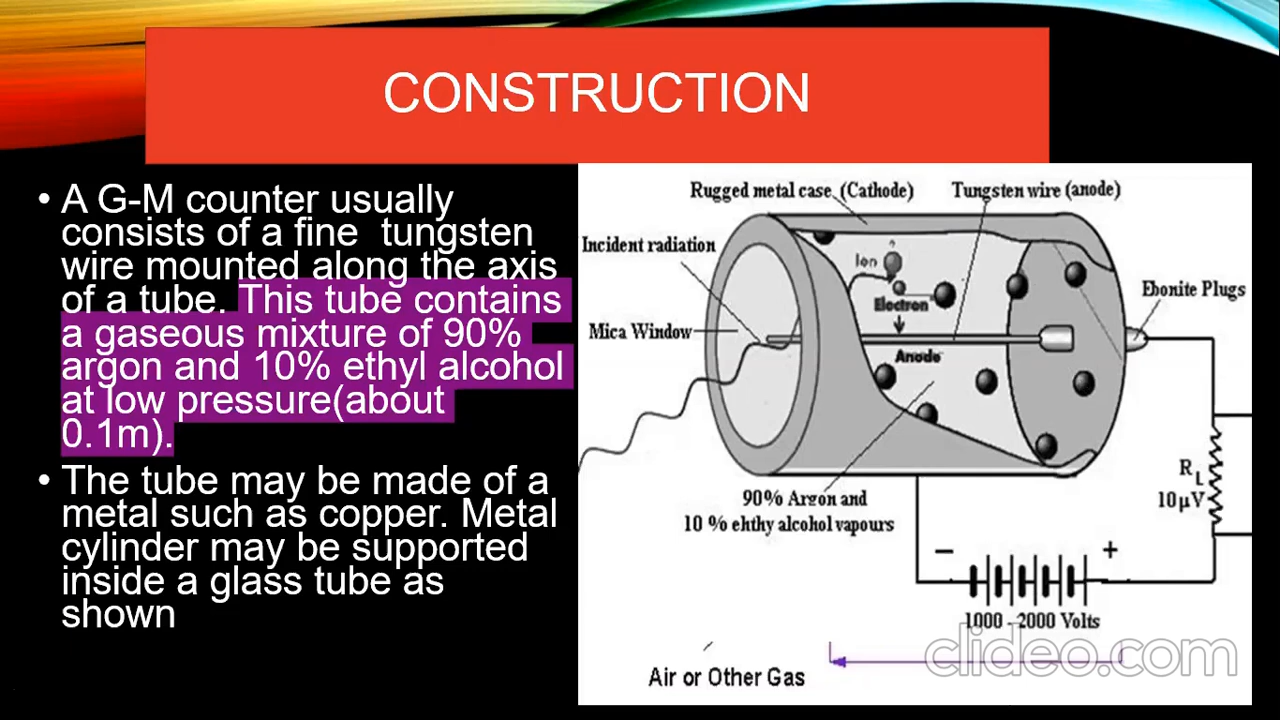 CONSTRUCTION
• A G-M counter usually
consists of a fine tungsten
wire mounted along the axis
of a tube. This tube contains
a gaseous mixture of 90%
argon and 10% ethyl alcohol
at low pressure(about
0.1m).
• The tube may be made of a
metal such as copper. Metal
cylinder may be supported
inside a glass tube as
shown
Rugged metal case (Cathode)
Tungsten wire (anode)
Incident radiation
Ion
Ebonite Plugs
Electron
Mica Window
Anode
90% Argon and
10 % ehthy alcohol vapours
R L
10μV
− +
1000 - 2000 Volts
clideo.com
Air or Other Gas